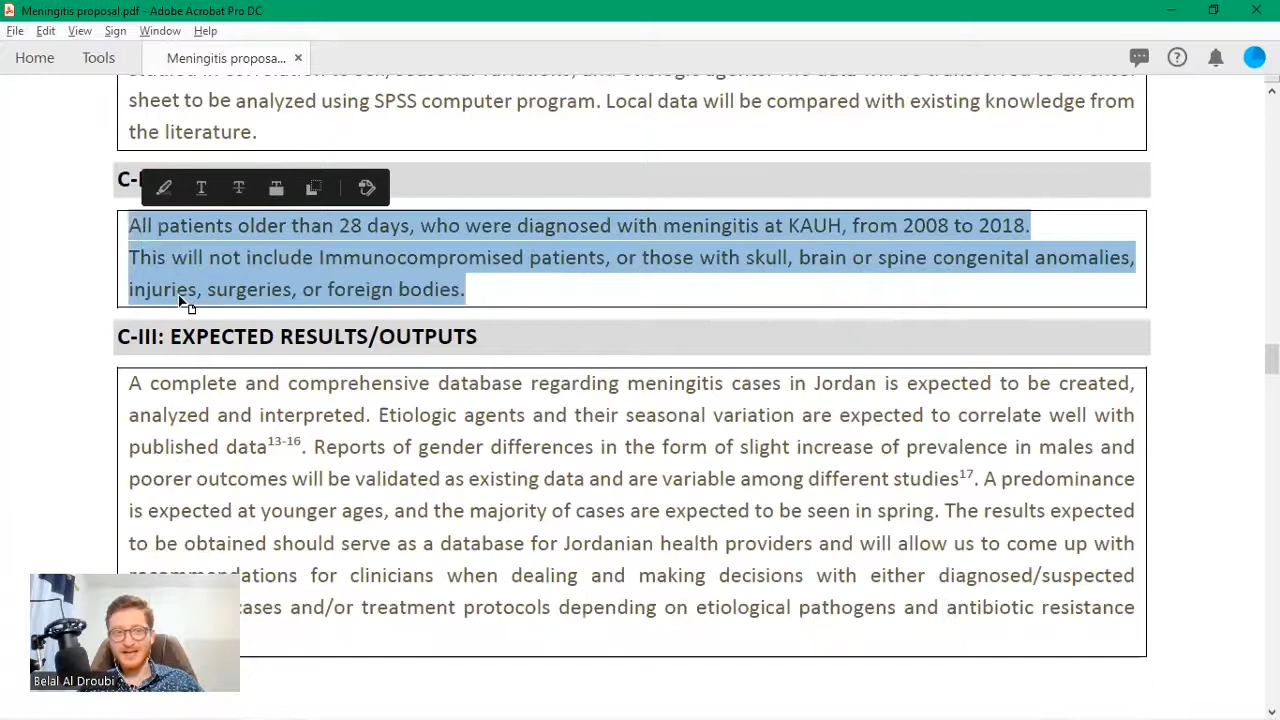 Meningitis proposal.pdf - Adobe Acrobat Pro DC
File Edit View Sign Window Help
Home Tools Meningitis proposa... ×
sheet to be analyzed using SPSS computer program. Local data will be compared with existing knowledge from
the literature.
All patients older than 28 days, who were diagnosed with meningitis at KAUH, from 2008 to 2018.
This will not include Immunocompromised patients, or those with skull, brain or spine congenital anomalies,
injuries, surgeries, or foreign bodies.
C-III: EXPECTED RESULTS/OUTPUTS
A complete and comprehensive database regarding meningitis cases in Jordan is expected to be created,
analyzed and interpreted. Etiologic agents and their seasonal variation are expected to correlate well with
published data13-16. Reports of gender differences in the form of slight increase of prevalence in males and
poorer outcomes will be validated as existing data and are variable among different studies17. A predominance
is expected at younger ages, and the majority of cases are expected to be seen in spring. The results expected
to be obtained should serve as a database for Jordanian health providers and will allow us to come up with
for clinicians when dealing and making decisions with either diagnosed/suspected
and/or treatment protocols depending on etiological pathogens and antibiotic resistance
Belal Al Droubi